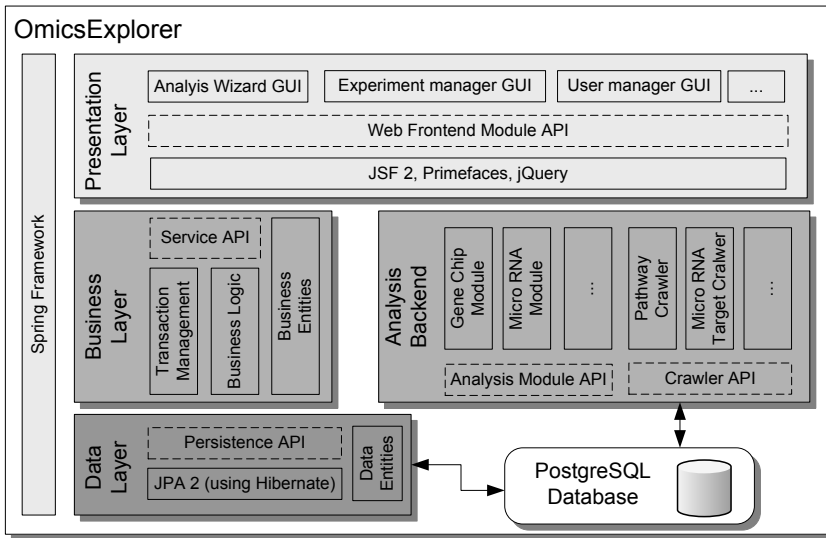 OmicsExplorer
Spring Framework
Presentation
Layer
Analyis Wizard GUI
Experiment manager GUI
User manager GUI
...
Web Frontend Module API
JSF 2, Primefaces, jQuery
Business
Layer
Service API
Transaction
Management
Business Logic
Business
Entities
Analysis
Backend
Gene Chip
Module
Micro RNA
Module
...
Pathway
Crawler
Micro RNA
Target Cralwer
...
Analysis Module API
Crawler API
Data
Layer
Persistence API
JPA 2 (using Hibernate)
Data
Entities
PostgreSQL
Database